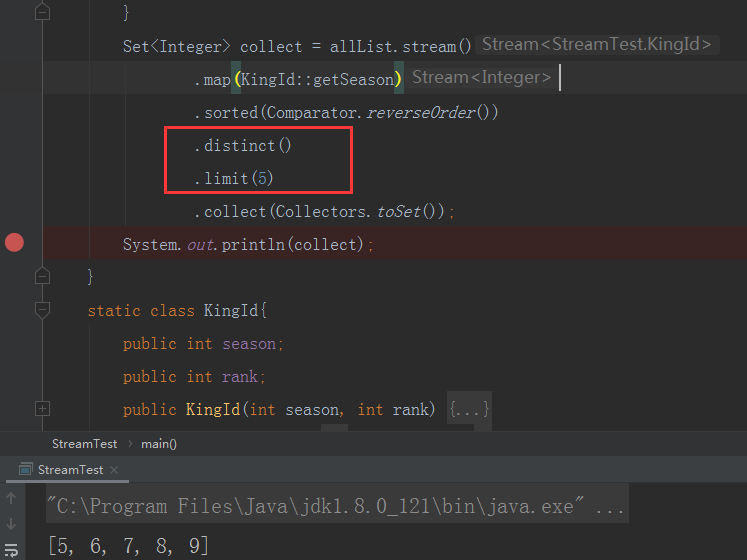 }
Set<Integer> collect = allList.stream() Stream<StreamTest.KingId>
.map(KingId::getSeason) Stream<Integer>
.sorted(Comparator.reverseOrder())
.distinct()
.limit(5)
.collect(Collectors.toSet());
System.out.println(collect);
}
static class KingId{
public int season;
public int rank;
public KingId(int season, int rank) {...}
StreamTest › main()
StreamTest ×
"C:\Program Files\Java\jdk1.8.0_121\bin\java.exe" ...
[5, 6, 7, 8, 9]